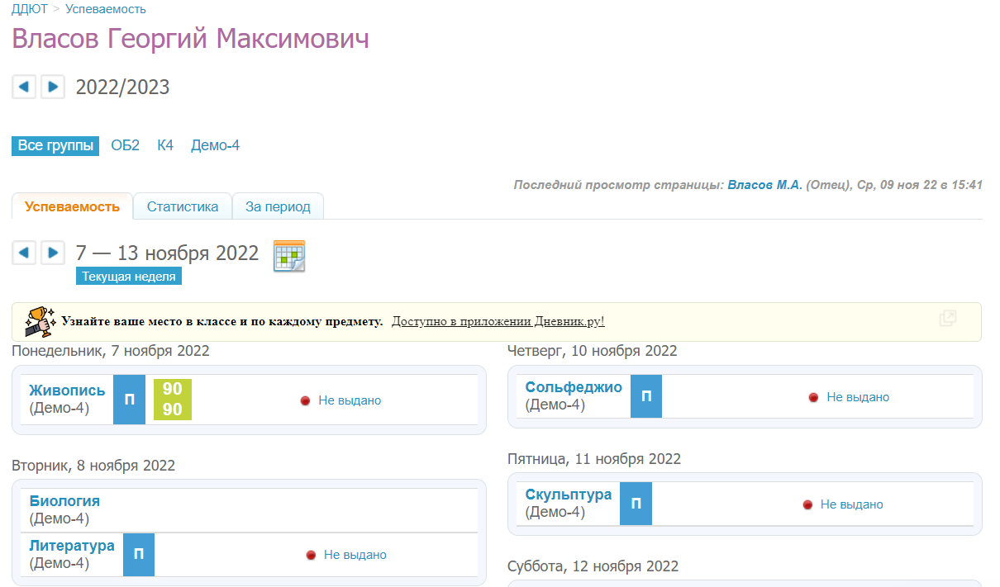 ДДЮТ > Успеваемость
Власов Георгий Максимович
2022/2023
Все группы ОБ2 К4 Демо-4
Последний просмотр страницы: Власов М.А. (Отец), Ср, 09 ноя 22 в 15:41
Успеваемость Статистика За период
7 — 13 ноября 2022
Текущая неделя
Узнайте ваше место в классе и по каждому предмету. Доступно в приложении Дневник.ру!
Понедельник, 7 ноября 2022
Живопись
(Демо-4)
П
90
90
Не выдано
Вторник, 8 ноября 2022
Биология
(Демо-4)
Литература
(Демо-4)
П
Не выдано
Четверг, 10 ноября 2022
Сольфеджио
(Демо-4)
П
Не выдано
Пятница, 11 ноября 2022
Скульптура
(Демо-4)
П
Не выдано
Суббота, 12 ноября 2022